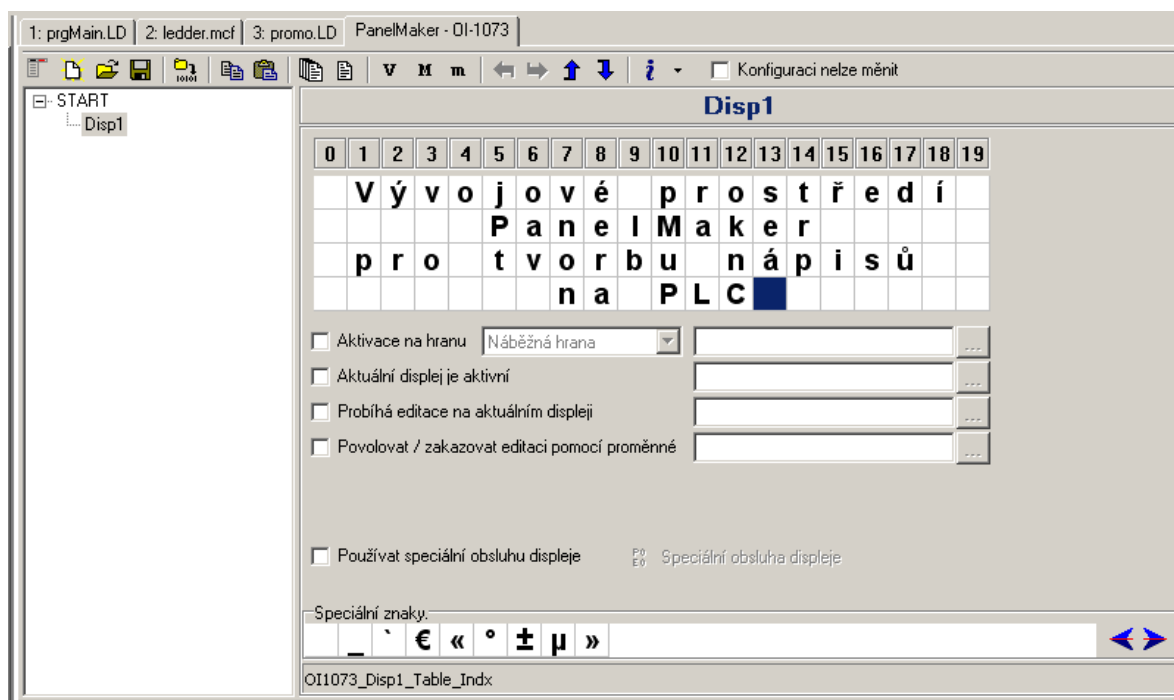 1: prgMain.LD 2: ledder.mcf 3: promo.LD PanelMaker - OI-1073
V M m i Konfiguraci nelze měnit
START
Disp1
Disp1
0 1 2 3 4 5 6 7 8 9 10 11 12 13 14 15 16 17 18 19
Vývojové prostředí
PanelMaker
pro tvorbu nápisů
na PLC
Aktivace na hranu Náběžná hrana ...
Aktuální displej je aktivní ...
Probíhá editace na aktuálním displeji ...
Povolovat / zakazovat editaci pomocí proměnné ...
Používat speciální obsluhu displeje Speciální obsluha displeje
Speciální znaky:
_ ` € « ° ± µ »
OI1073_Disp1_Table_Indx